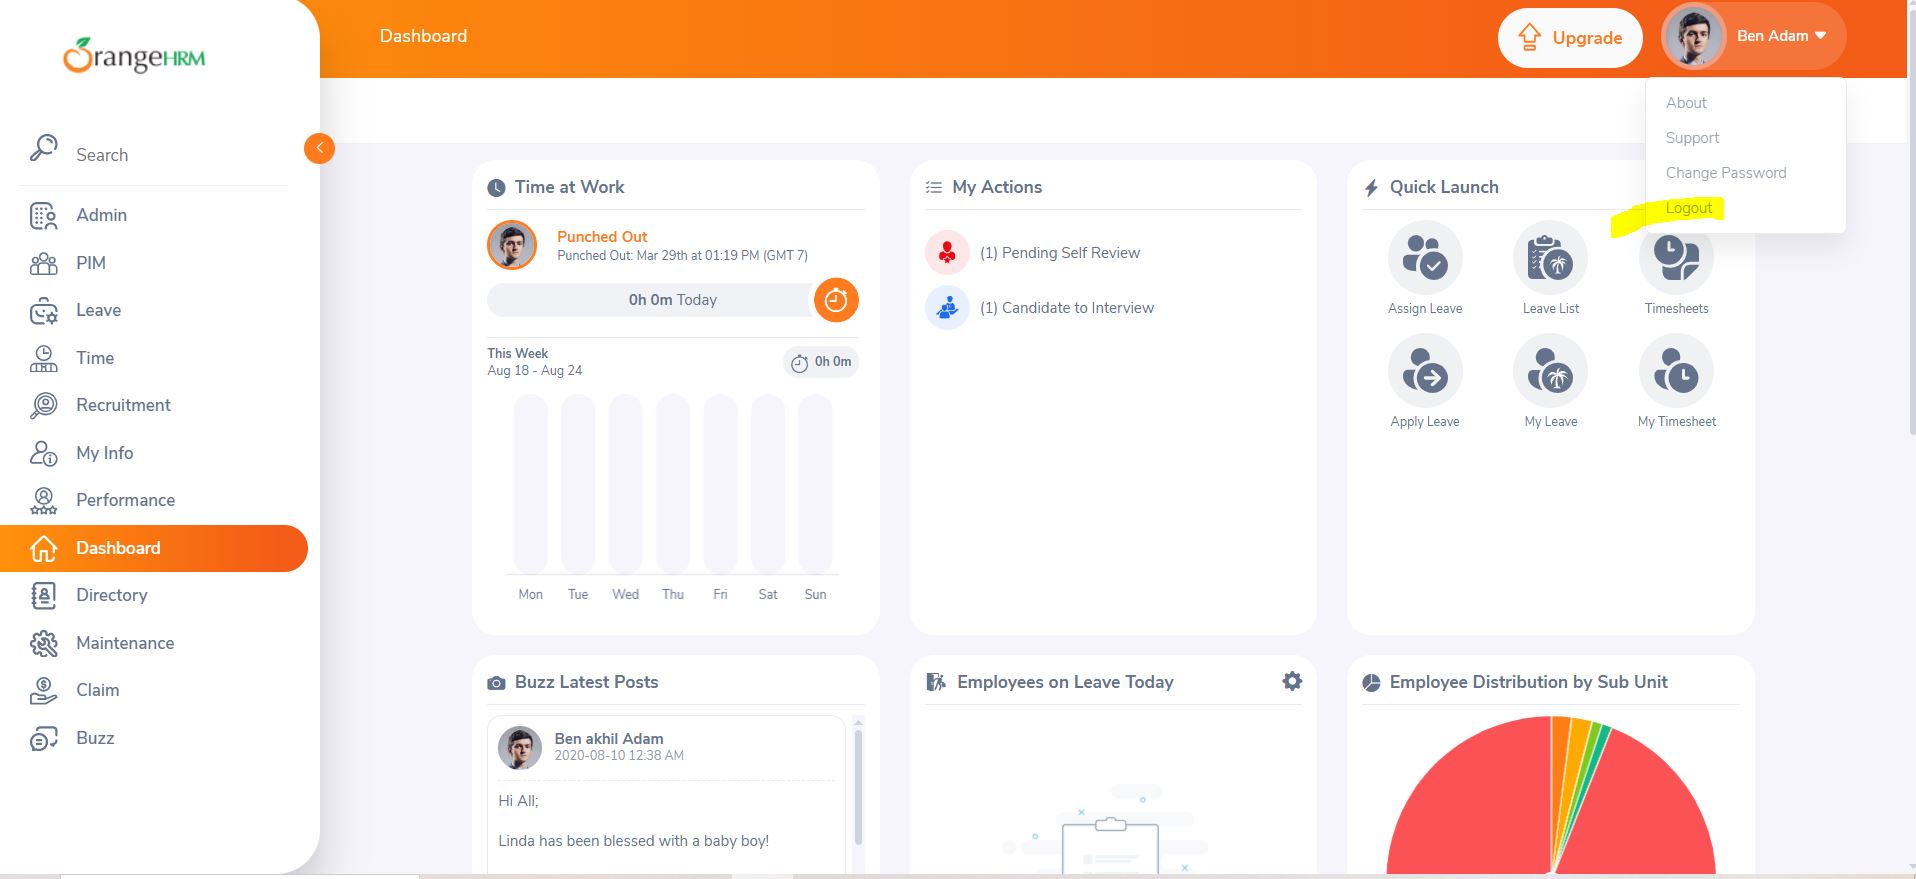 OrangeHRM
Dashboard
Upgrade
Ben Adam
About
Support
Change Password
Logout
Search
Admin
PIM
Leave
Time
Recruitment
My Info
Performance
Dashboard
Directory
Maintenance
Claim
Buzz
Time at Work
Punched Out
Punched Out: Mar 29th at 01:19 PM (GMT 7)
0h 0m Today
This Week
Aug 18 - Aug 24
0h 0m
Mon Tue Wed Thu Fri Sat Sun
My Actions
(1) Pending Self Review
(1) Candidate to Interview
Quick Launch
Assign Leave
Leave List
Timesheets
Apply Leave
My Leave
My Timesheet
Buzz Latest Posts
Ben akhil Adam
2020-08-10 12:38 AM
Hi All;
Linda has been blessed with a baby boy!
Employees on Leave Today
Employee Distribution by Sub Unit